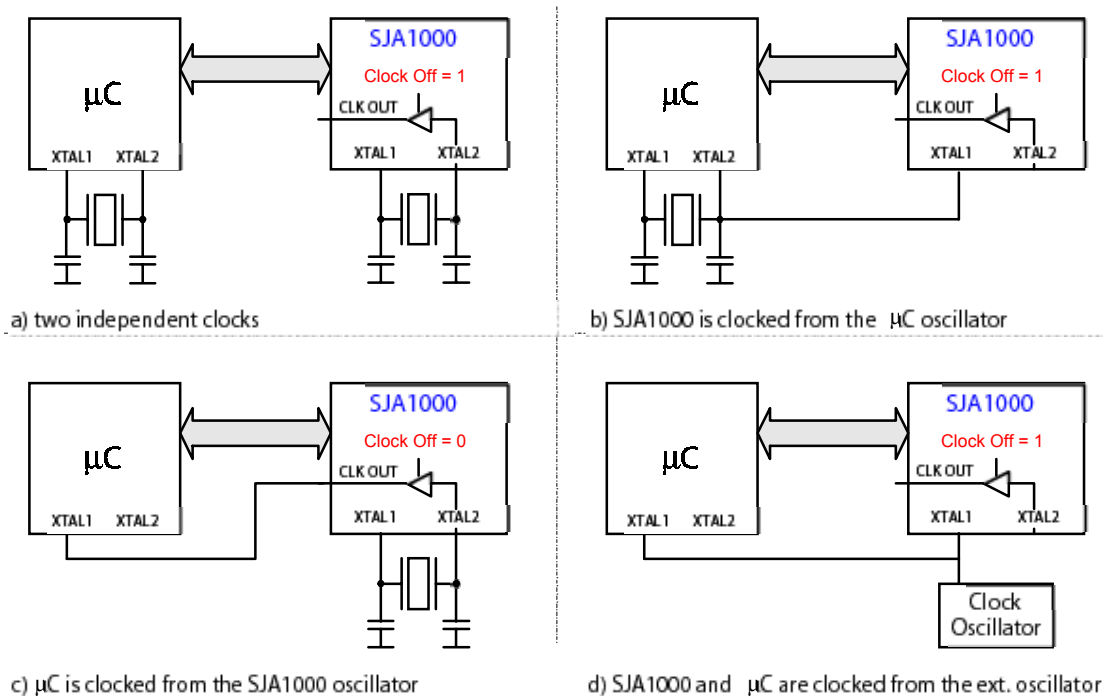 SJA1000
Clock Off = 1
μC
CLK OUT
XTAL1 XTAL2
XTAL1 XTAL2
a) two independent clocks
SJA1000
Clock Off = 1
μC
CLK OUT
XTAL1 XTAL2
XTAL1 XTAL2
b) SJA1000 is clocked from the μC oscillator
SJA1000
Clock Off = 0
μC
CLK OUT
XTAL1 XTAL2
XTAL1 XTAL2
c) μC is clocked from the SJA1000 oscillator
SJA1000
Clock Off = 1
μC
CLK OUT
XTAL1 XTAL2
XTAL1 XTAL2
Clock
Oscillator
d) SJA1000 and μC are clocked from the ext. oscillator